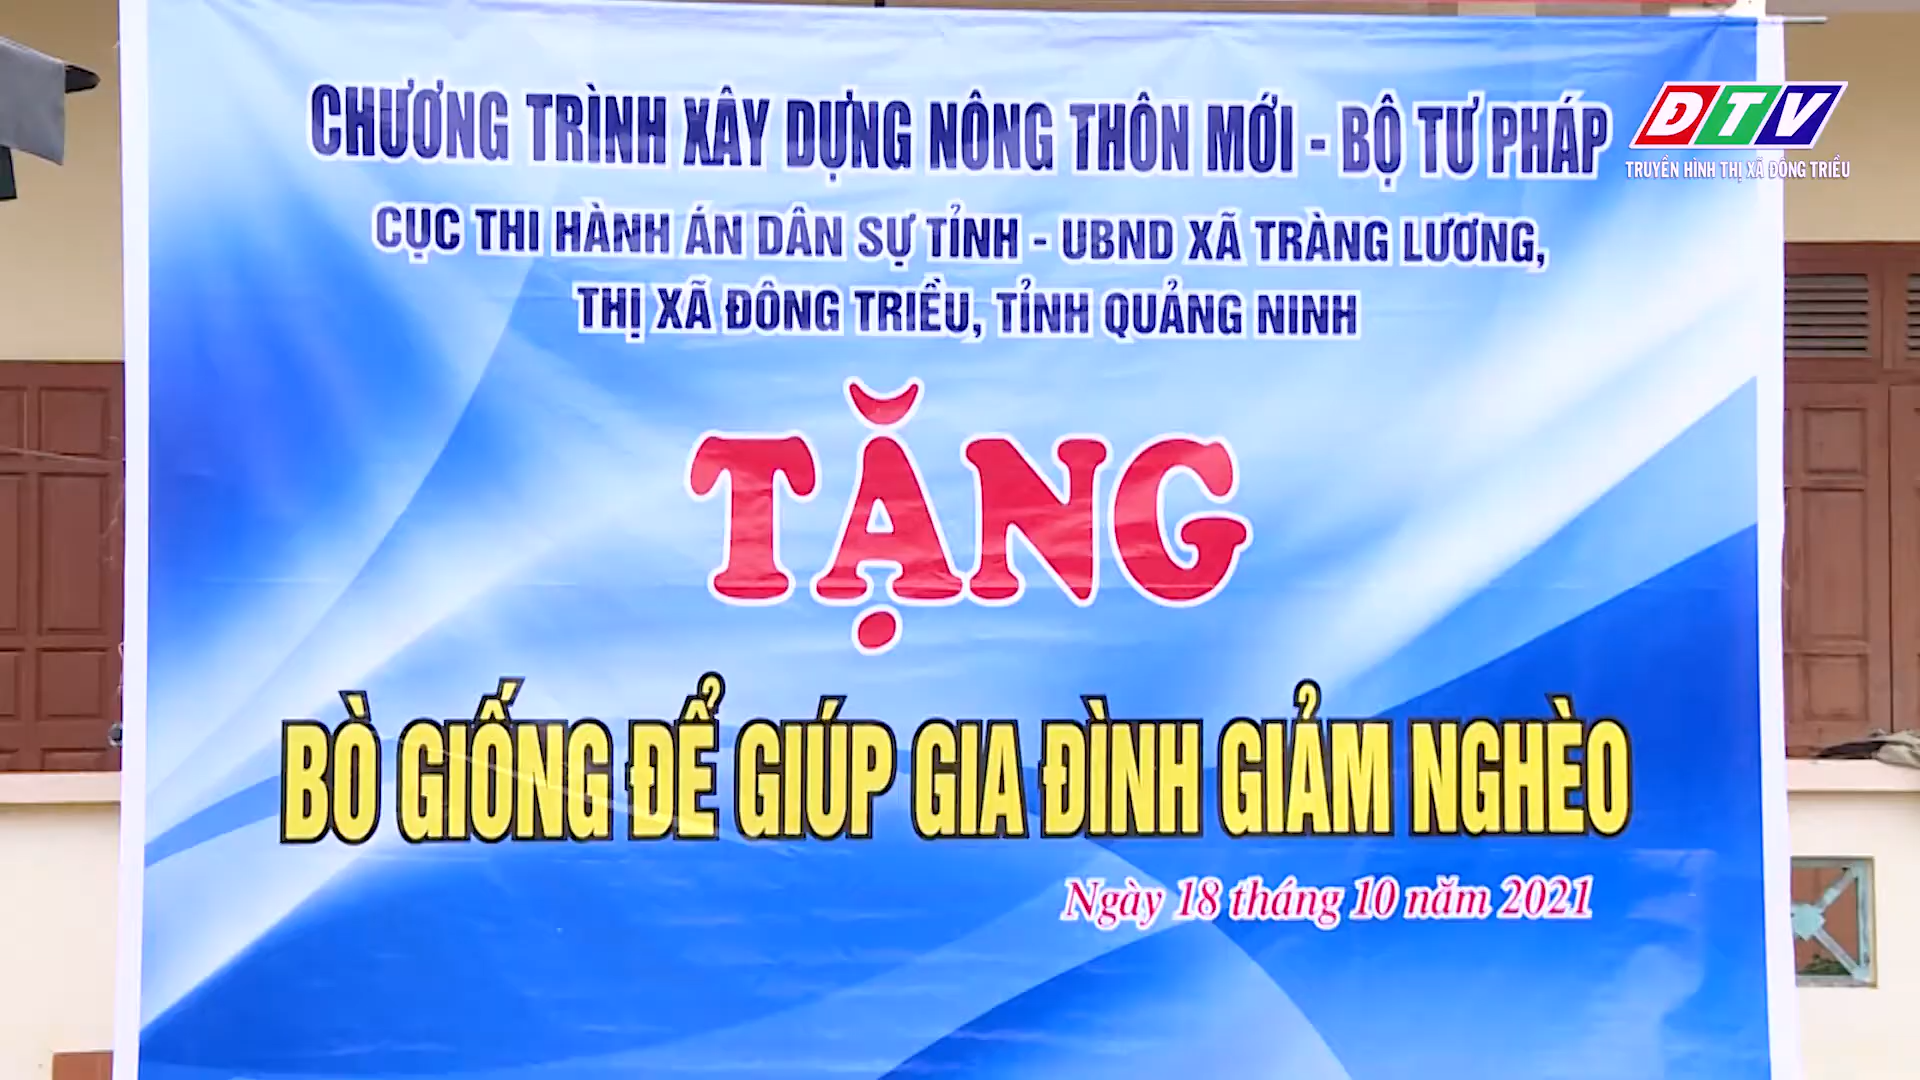 CHƯƠNG TRÌNH XÂY DỰNG NÔNG THÔN MỚI - BỘ TƯ PHÁP
ĐTV
TRUYỀN HÌNH THỊ XÃ ĐÔNG TRIỀU
CỤC THI HÀNH ÁN DÂN SỰ TỈNH - UBND XÃ TRÀNG LƯƠNG,
THỊ XÃ ĐÔNG TRIỀU, TỈNH QUẢNG NINH
TẶNG
BÒ GIỐNG ĐỂ GIÚP GIA ĐÌNH GIẢM NGHÈO
Ngày 18 tháng 10 năm 2021